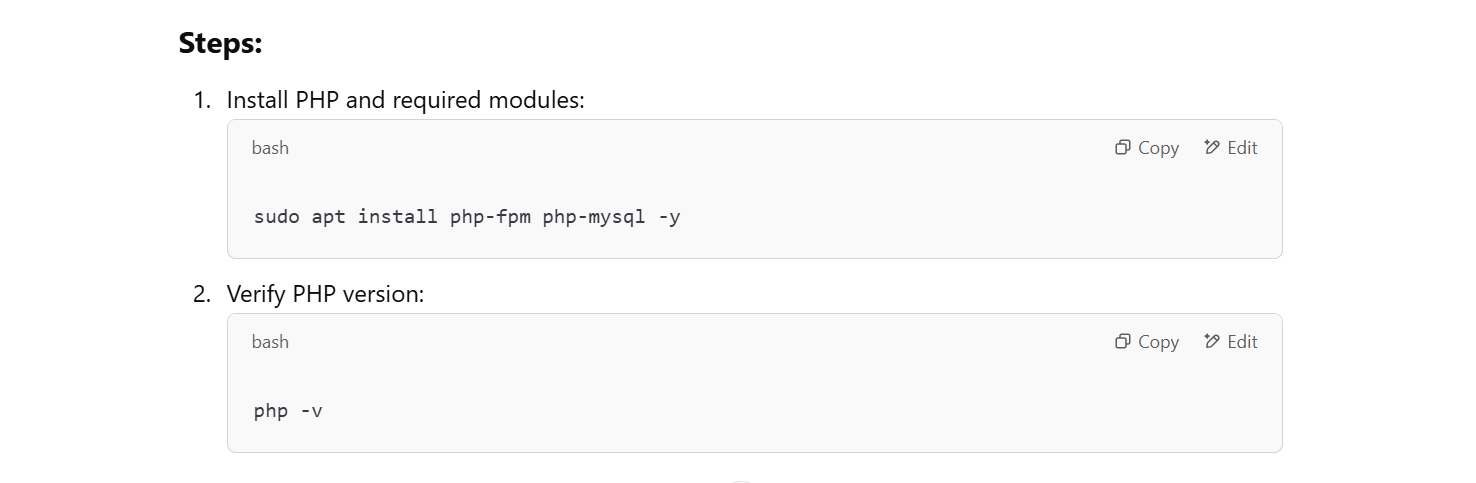 Steps:
1. Install PHP and required modules:
bash Copy Edit
sudo apt install php-fpm php-mysql -y
2. Verify PHP version:
bash Copy Edit
php -v